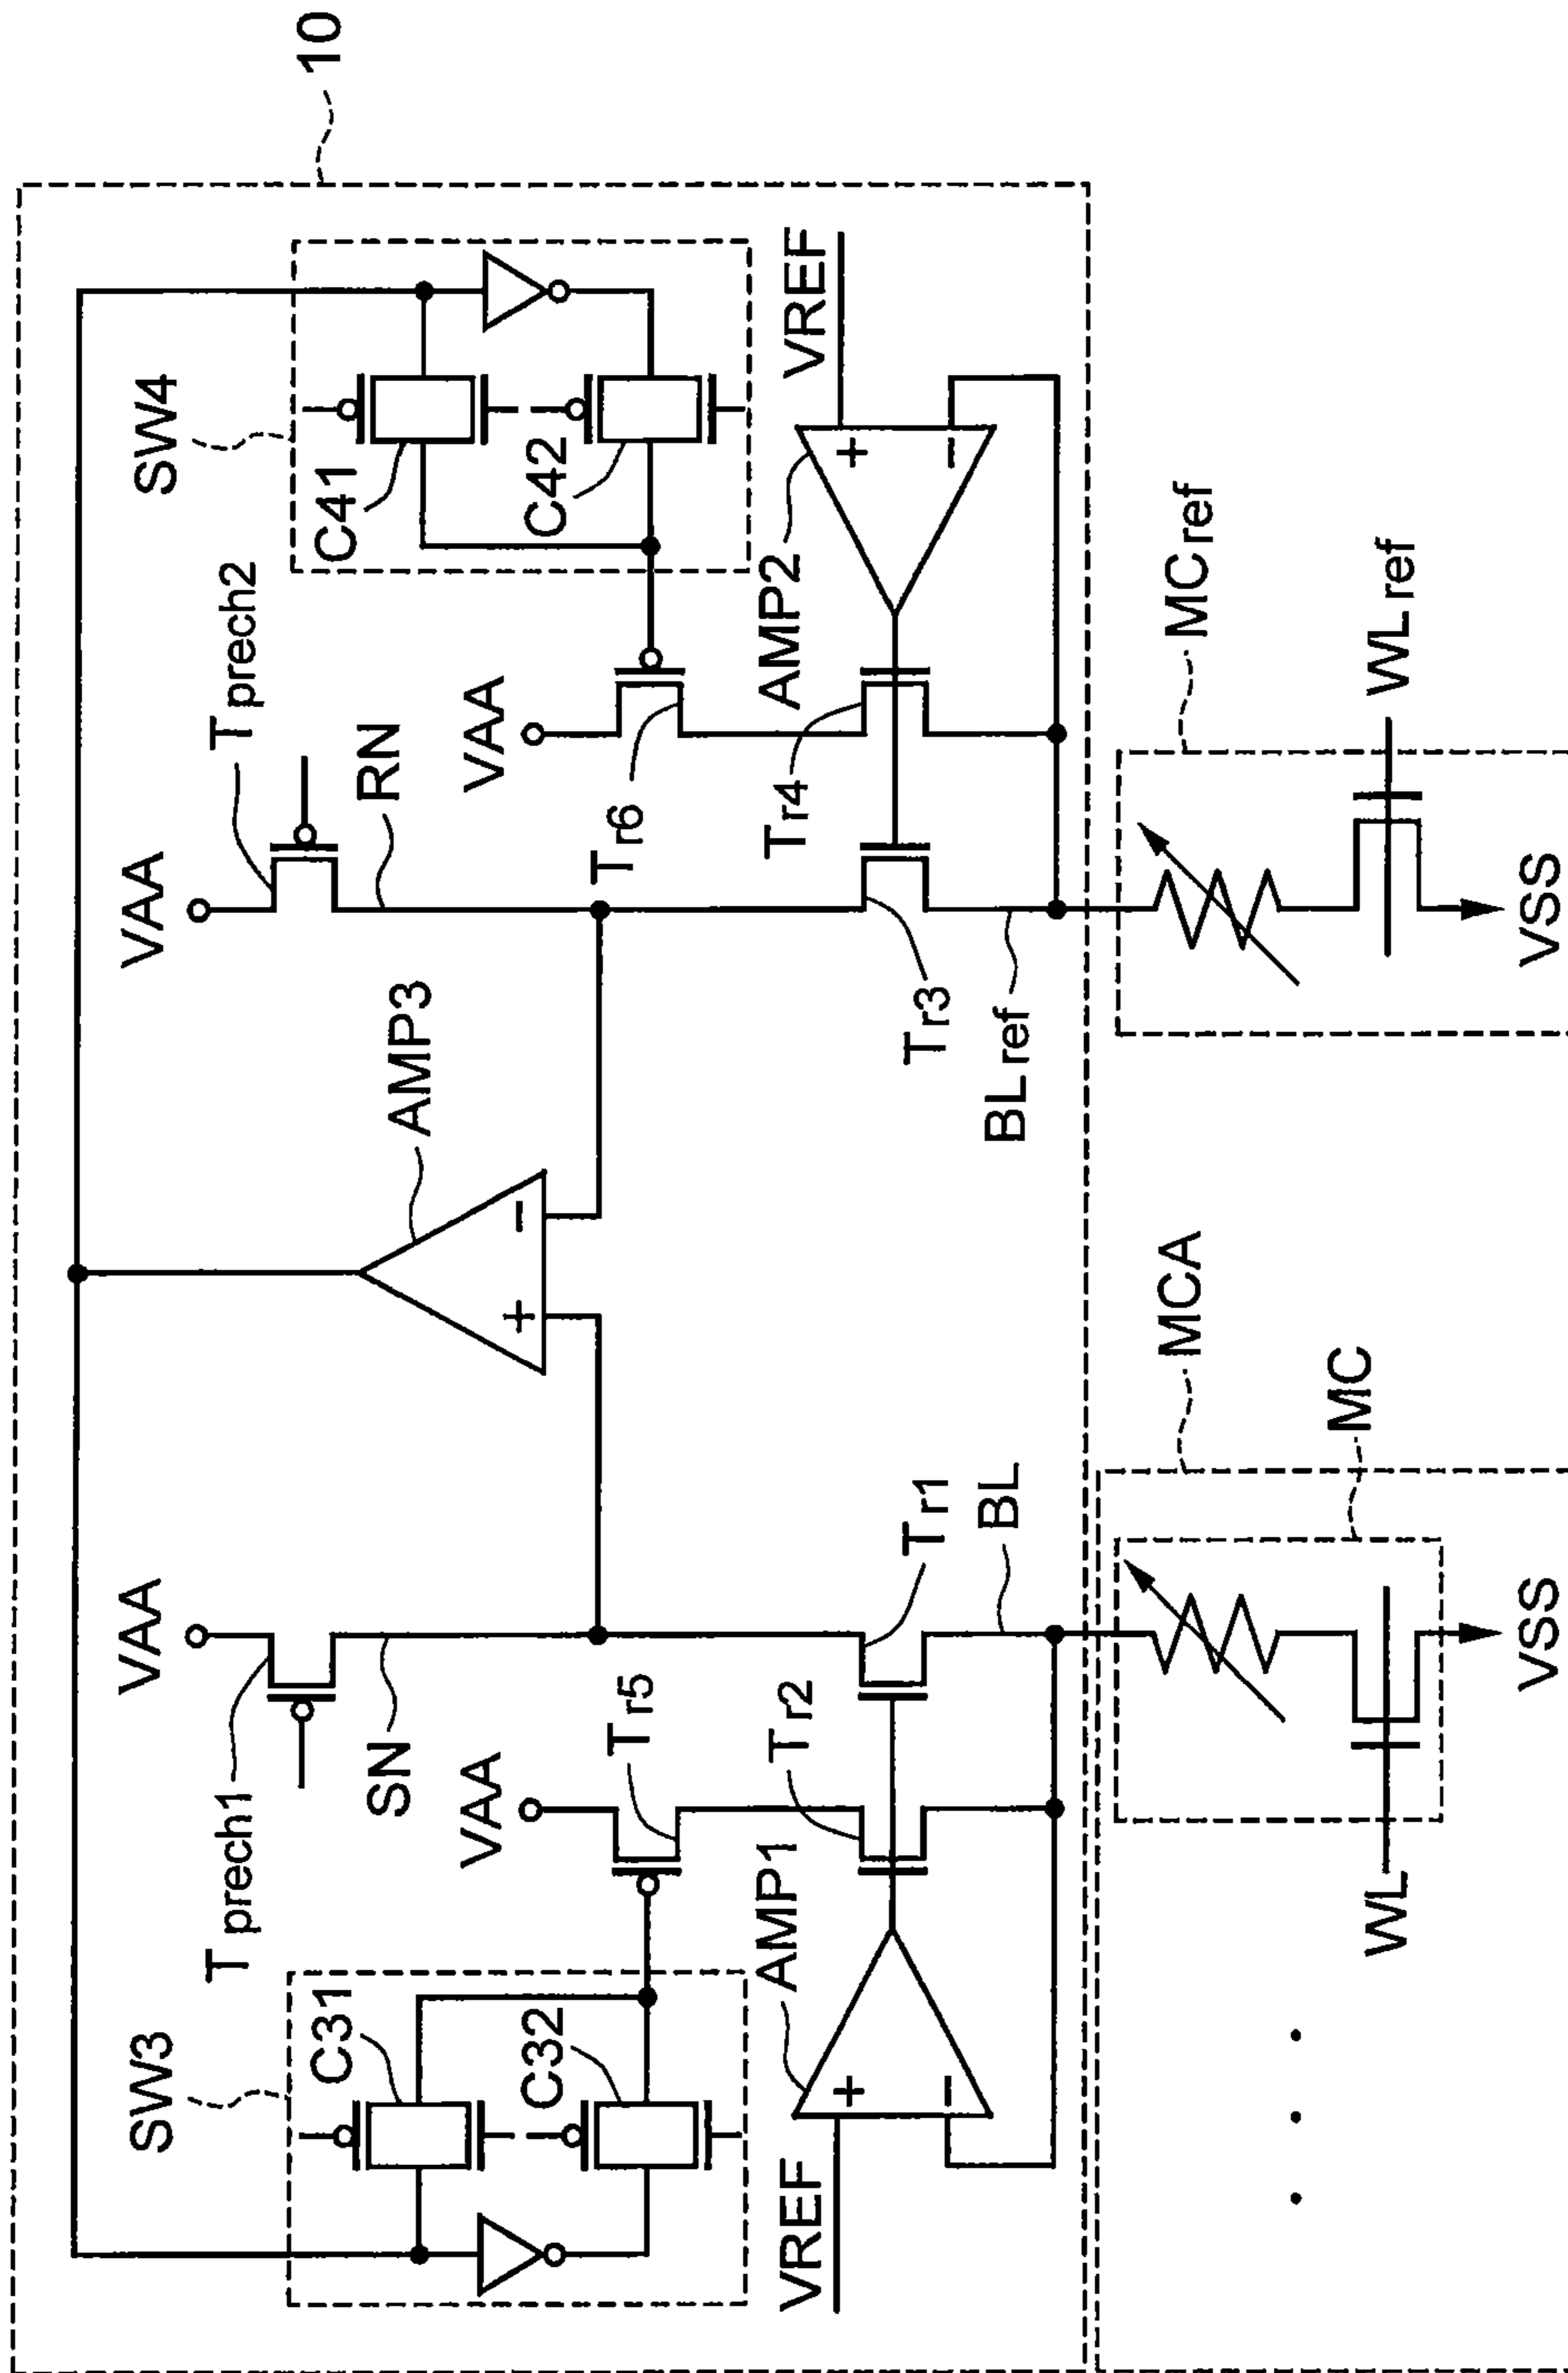 10
SW3
C31
C32
T prech1
VAA
SN
VAA
Tr5
Tr2
AMP1
VREF
+
−
Tr1
BL
AMP3
+
−
VAA
T prech2
RN
VAA
Tr6
Tr4
Tr3
BLref
AMP2
VREF
+
−
SW4
C41
C42
MCA
MC
WL
VSS
MCref
WLref
VSS